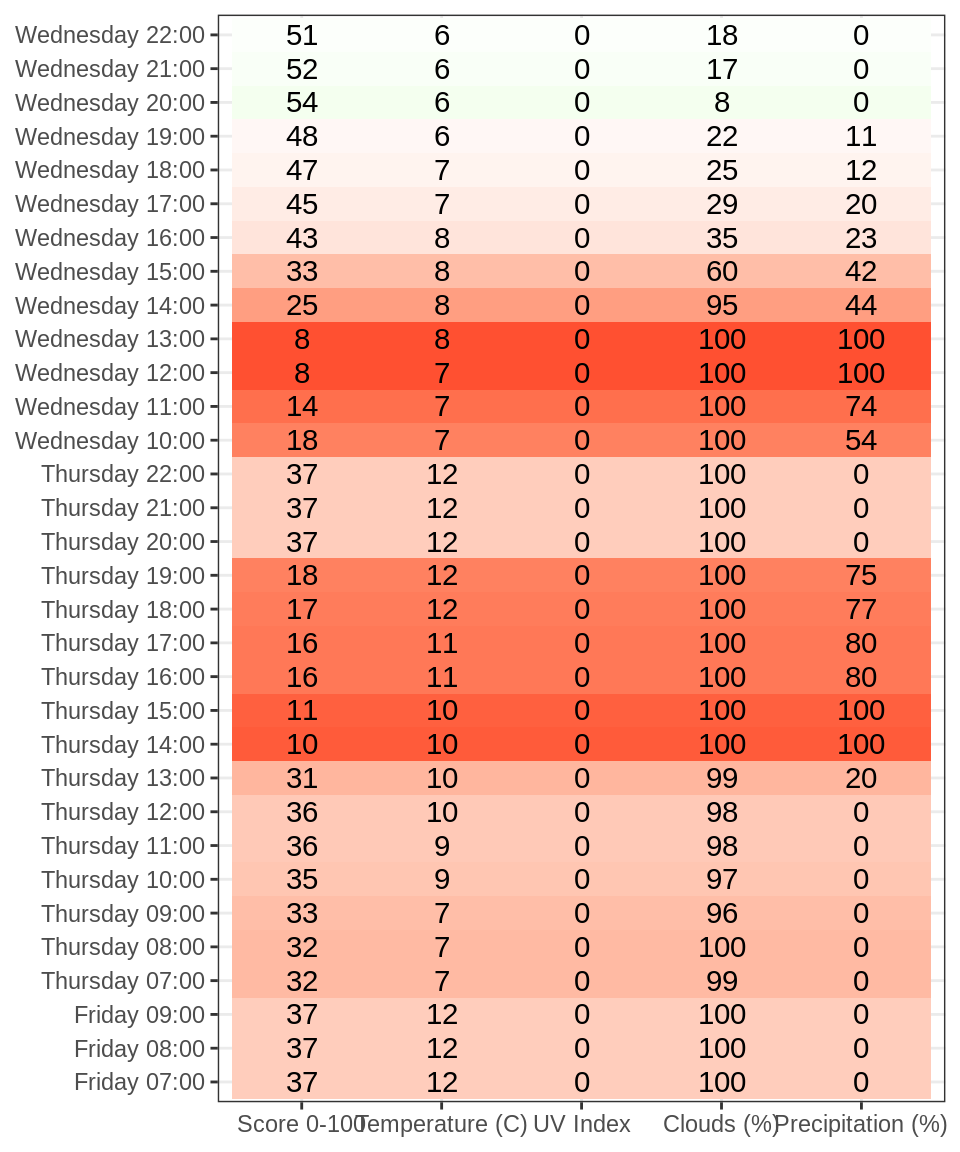 Wednesday 22:00 51 6 0 18 0
Wednesday 21:00 52 6 0 17 0
Wednesday 20:00 54 6 0 8 0
Wednesday 19:00 48 6 0 22 11
Wednesday 18:00 47 7 0 25 12
Wednesday 17:00 45 7 0 29 20
Wednesday 16:00 43 8 0 35 23
Wednesday 15:00 33 8 0 60 42
Wednesday 14:00 25 8 0 95 44
Wednesday 13:00 8 8 0 100 100
Wednesday 12:00 8 7 0 100 100
Wednesday 11:00 14 7 0 100 74
Wednesday 10:00 18 7 0 100 54
Thursday 22:00 37 12 0 100 0
Thursday 21:00 37 12 0 100 0
Thursday 20:00 37 12 0 100 0
Thursday 19:00 18 12 0 100 75
Thursday 18:00 17 12 0 100 77
Thursday 17:00 16 11 0 100 80
Thursday 16:00 16 11 0 100 80
Thursday 15:00 11 10 0 100 100
Thursday 14:00 10 10 0 100 100
Thursday 13:00 31 10 0 99 20
Thursday 12:00 36 10 0 98 0
Thursday 11:00 36 9 0 98 0
Thursday 10:00 35 9 0 97 0
Thursday 09:00 33 7 0 96 0
Thursday 08:00 32 7 0 100 0
Thursday 07:00 32 7 0 99 0
Friday 09:00 37 12 0 100 0
Friday 08:00 37 12 0 100 0
Friday 07:00 37 12 0 100 0
Score 0-100 Temperature (C) UV Index Clouds (%) Precipitation (%)